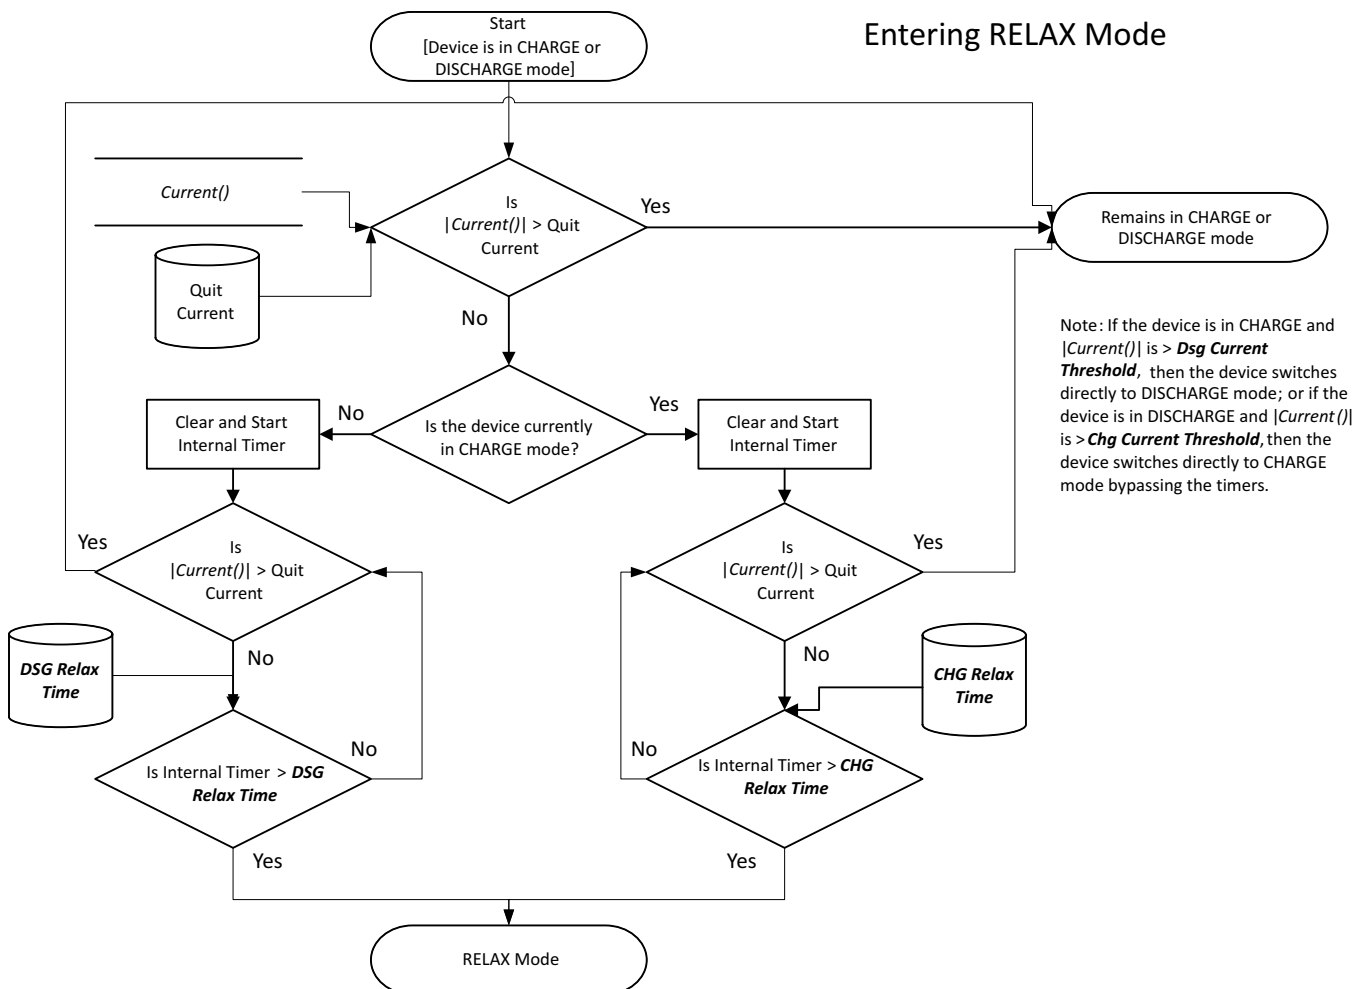 Start
[Device is in CHARGE or
DISCHARGE mode]
Entering RELAX Mode
Current()
Is
|Current()| > Quit
Current
Yes
Remains in CHARGE or
DISCHARGE mode
Quit
Current
No
Note: If the device is in CHARGE and
|Current()| is > Dsg Current
Threshold, then the device switches
directly to DISCHARGE mode; or if the
device is in DISCHARGE and |Current()|
is > Chg Current Threshold, then the
device switches directly to CHARGE
mode bypassing the timers.
Clear and Start
Internal Timer
No
Is the device currently
in CHARGE mode?
Yes
Clear and Start
Internal Timer
Yes
Is
|Current()| > Quit
Current
Is
|Current()| > Quit
Current
Yes
DSG Relax
Time
No
No
CHG Relax
Time
Is Internal Timer > DSG
Relax Time
No
No
Is Internal Timer > CHG
Relax Time
Yes
Yes
RELAX Mode